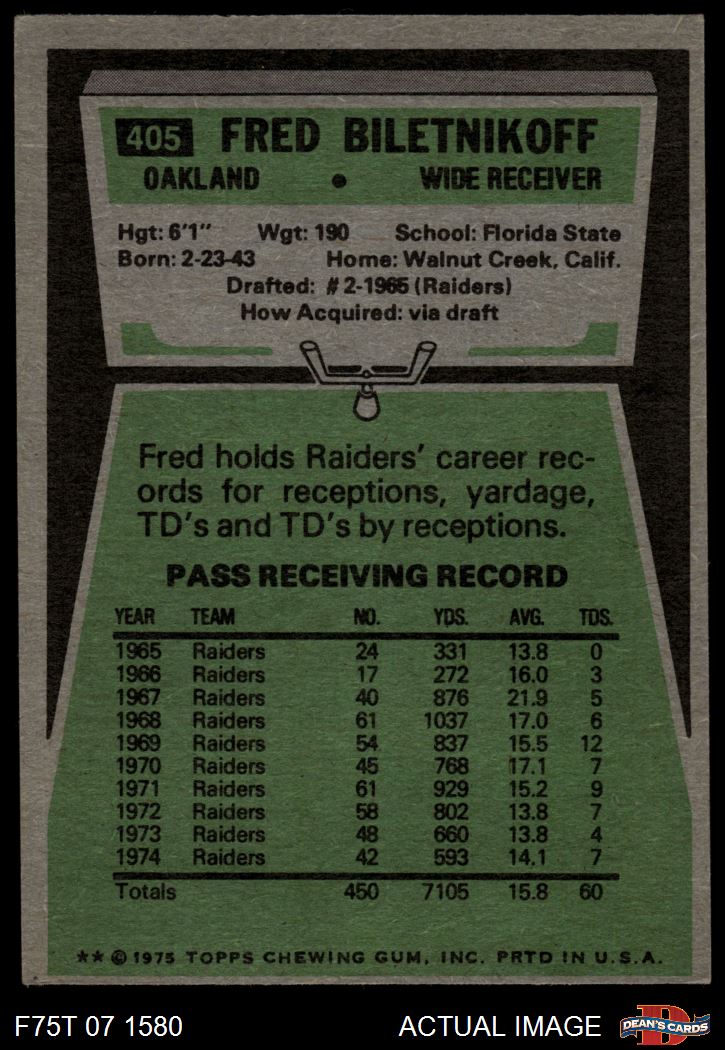 405 FRED BILETNIKOFF
OAKLAND • WIDE RECEIVER
Hgt: 6'1" Wgt: 190 School: Florida State
Born: 2-23-43 Home: Walnut Creek, Calif.
Drafted: #2-1965 (Raiders)
How Acquired: via draft
Fred holds Raiders' career rec-
ords for receptions, yardage,
TD's and TD's by receptions.
PASS RECEIVING RECORD
YEAR TEAM NO. YDS. AVG. TDS.
1965 Raiders 24 331 13.8 0
1966 Raiders 17 272 16.0 3
1967 Raiders 40 876 21.9 5
1968 Raiders 61 1037 17.0 6
1969 Raiders 54 837 15.5 12
1970 Raiders 45 768 17.1 7
1971 Raiders 61 929 15.2 9
1972 Raiders 58 802 13.8 7
1973 Raiders 48 660 13.8 4
1974 Raiders 42 593 14.1 7
Totals 450 7105 15.8 60
** © 1975 TOPPS CHEWING GUM, INC. PRTD IN U.S.A.
F75T 07 1580 ACTUAL IMAGE D DEAN'S CARDS